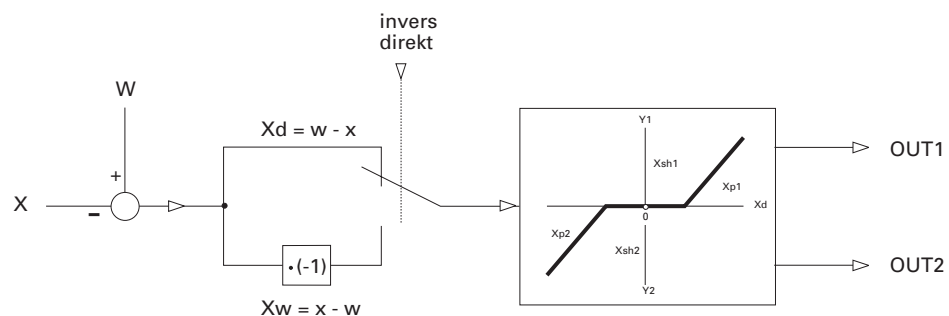 invers
direkt
W
Xd = w - x
+
X
-
•(-1)
Xw = x - w
Y1
Xsh1
Xp1
Xd
0
Xp2
Xsh2
Y2
OUT1
OUT2